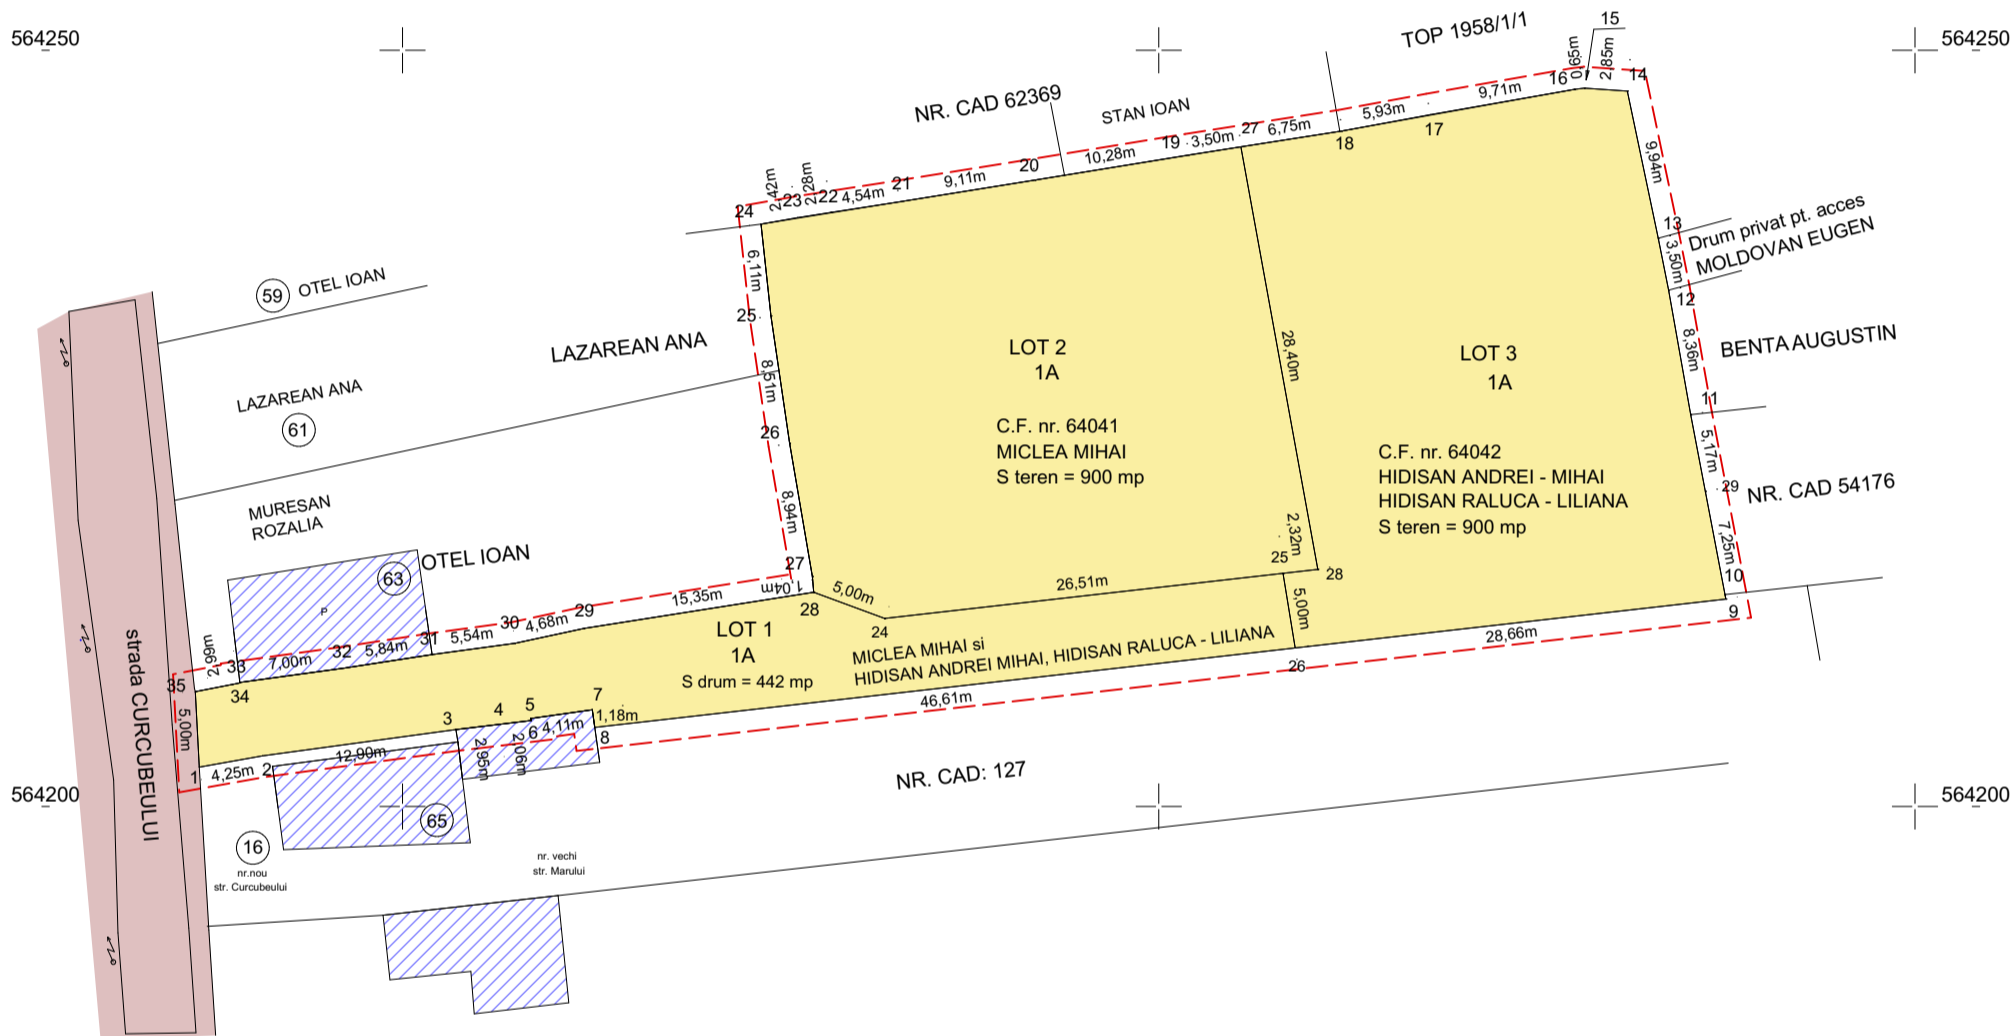 564250
564250
TOP 1958/1/1
15
0,65m
2,85m
16
14
9,71m
5,93m
17
18
6,75m
27
3,50m
19
10,28m
STAN IOAN
NR. CAD 62369
20
9,11m
21
4,54m
22
2,28m
23
2,42m
24
9,94m
13
3,50m
Drum privat pt. acces
MOLDOVAN EUGEN
12
8,36m
BENTA AUGUSTIN
11
5,17m
29
NR. CAD 54176
7,25m
10
9
59 OTEL IOAN
6,11m
25
LAZAREAN ANA
8,51m
26
8,94m
27
1,04m
28
LAZAREAN ANA
61
MURESAN
ROZALIA
OTEL IOAN
63
P
LOT 2
1A
C.F. nr. 64041
MICLEA MIHAI
S teren = 900 mp
28,40m
2,32m
25
28
LOT 3
1A
C.F. nr. 64042
HIDISAN ANDREI - MIHAI
HIDISAN RALUCA - LILIANA
S teren = 900 mp
5,00m
24
26,51m
5,00m
28,66m
26
46,61m
15,35m
29
4,68m
30
5,54m
31
5,84m
32
7,00m
33
2,99m
34
35
5,00m
1
4,25m
2
12,90m
3
4
5
2,95m
2,06m
6
4,11m
7
1,18m
8
LOT 1
1A
S drum = 442 mp
MICLEA MIHAI si
HIDISAN ANDREI MIHAI, HIDISAN RALUCA - LILIANA
strada CURCUBEULUI
NR. CAD: 127
564200
564200
65
16
nr.nou
str. Curcubeului
nr. vechi
str. Marului